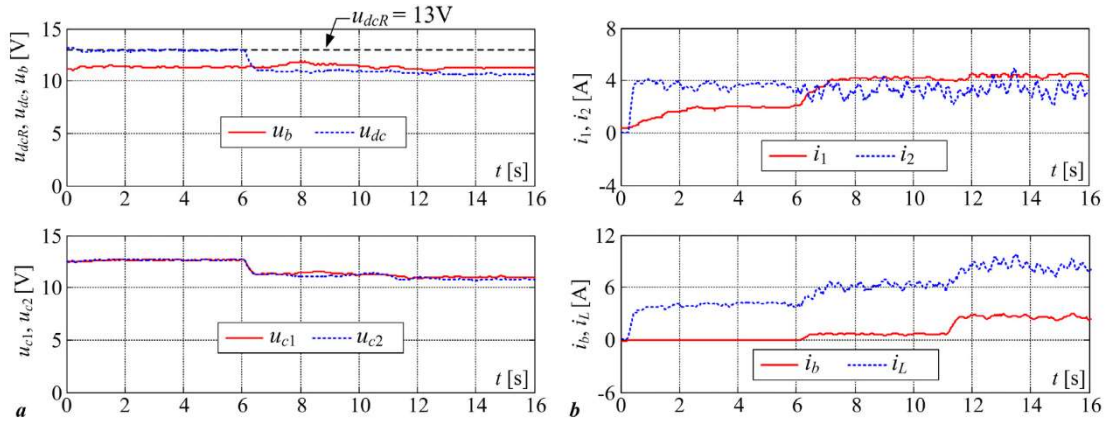 u_dcR = 13V
15
10
5
0
u_dcR, u_dc, u_b [V]
u_b u_dc
t [s]
0 2 4 6 8 10 12 14 16
8
4
0
-4
i_1, i_2 [A]
i_1 i_2
t [s]
0 2 4 6 8 10 12 14 16
15
10
5
0
u_c1, u_c2 [V]
u_c1 u_c2
t [s]
0 2 4 6 8 10 12 14 16
a
12
6
0
-6
i_b, i_L [A]
i_b i_L
t [s]
0 2 4 6 8 10 12 14 16
b